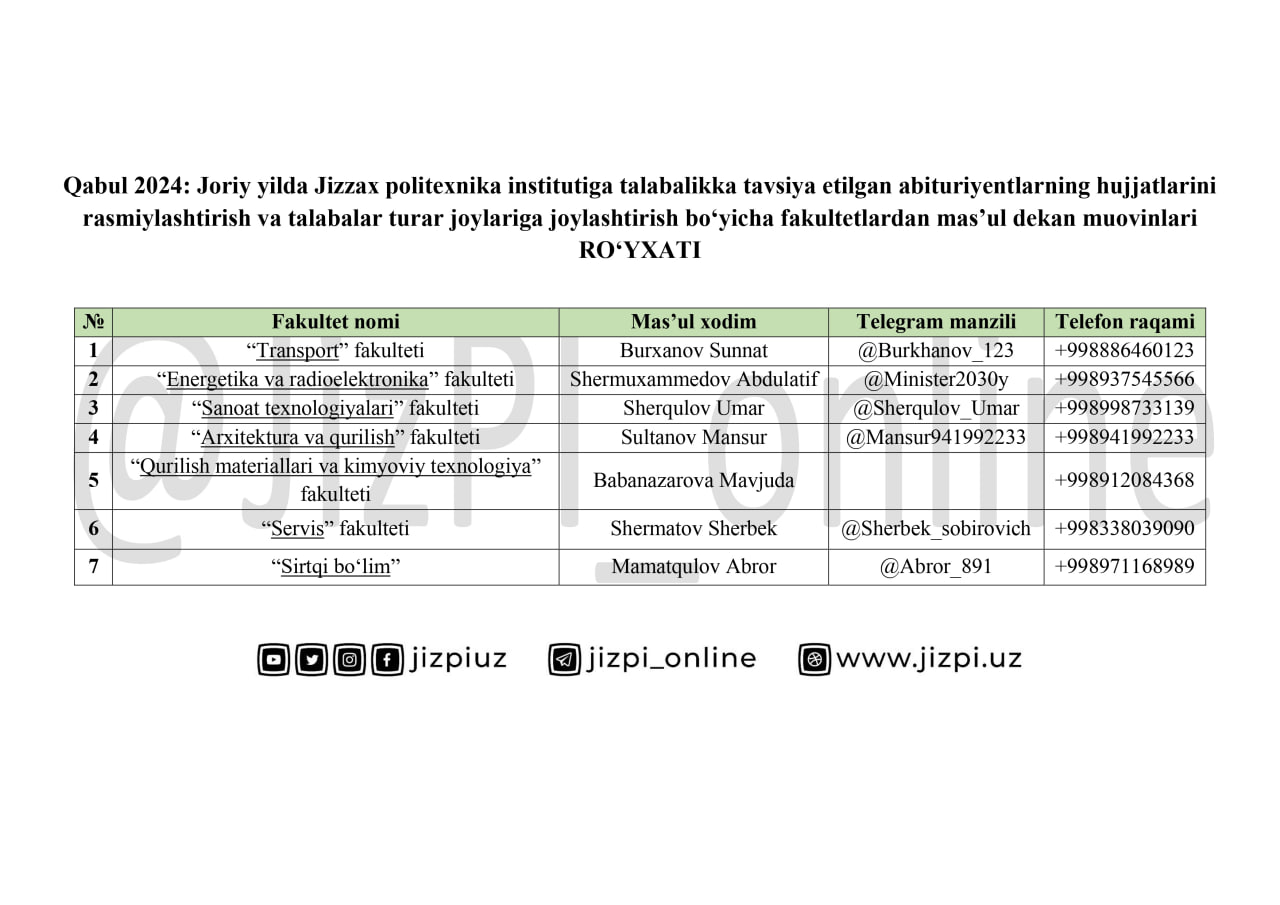 Qabul 2024: Joriy yilda Jizzax politexnika institutiga talabalikka tavsiya etilgan abituriyentlarning hujjatlarini
rasmiylashtirish va talabalar turar joylariga joylashtirish bo‘yicha fakultetlardan mas’ul dekan muovinlari
RO‘YXATI
№ Fakultet nomi Mas’ul xodim Telegram manzili Telefon raqami
1 “Transport” fakulteti Burxanov Sunnat @Burkhanov_123 +998886460123
2 “Energetika va radioelektronika” fakulteti Shermuxammedov Abdulatif @Minister2030y +998937545566
3 “Sanoat texnologiyalari” fakulteti Sherqulov Umar @Sherqulov_Umar +998998733139
4 “Arxitektura va qurilish” fakulteti Sultanov Mansur @Mansur941992233 +998941992233
5 “Qurilish materiallari va kimyoviy texnologiya”
fakulteti Babanazarova Mavjuda +998912084368
6 “Servis” fakulteti Shermatov Sherbek @Sherbek_sobirovich +998338039090
7 “Sirtqi bo‘lim” Mamatqulov Abror @Abror_891 +998971168989
@JizPI_online
jizpiuz jizpi_online www.jizpi.uz